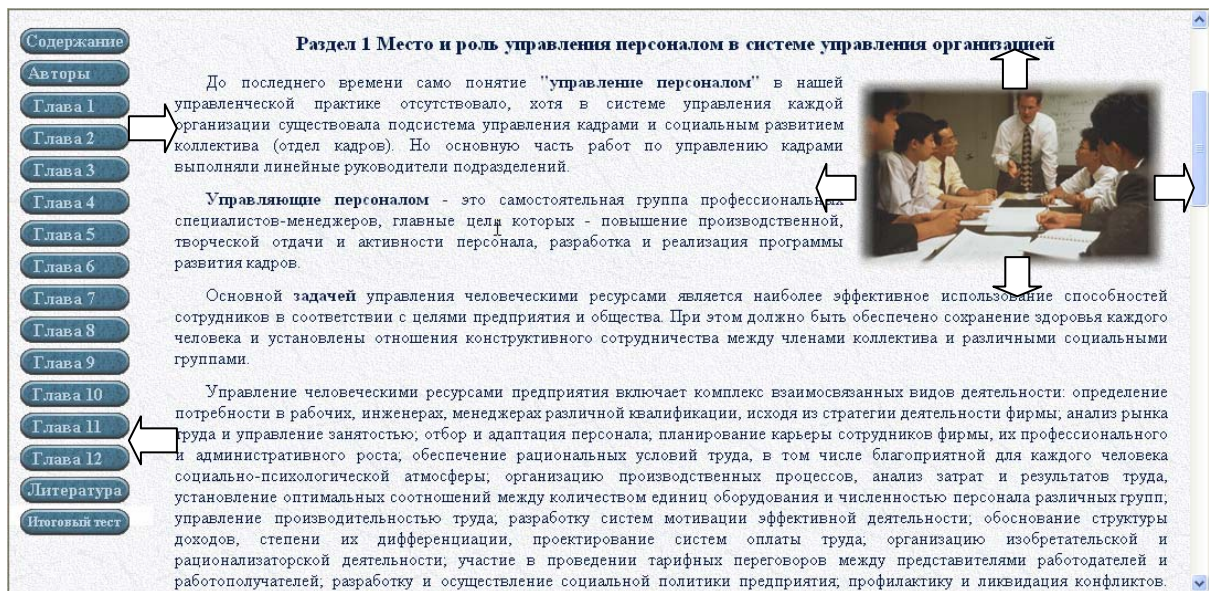 Содержание
Авторы
Глава 1
Глава 2
Глава 3
Глава 4
Глава 5
Глава 6
Глава 7
Глава 8
Глава 9
Глава 10
Глава 11
Глава 12
Литература
Итоговый тест
Раздел 1 Место и роль управления персоналом в системе управления организацией
До последнего времени само понятие "управление персоналом" в нашей
управленческой практике отсутствовало, хотя в системе управления каждой
организации существовала подсистема управления кадрами и социальным развитием
коллектива (отдел кадров). Но основную часть работ по управлению кадрами
выполняли линейные руководители подразделений.
Управляющие персоналом - это самостоятельная группа профессиональных
специалистов-менеджеров, главные цели которых - повышение производственной,
творческой отдачи и активности персонала, разработка и реализация программы
развития кадров.
Основной задачей управления человеческими ресурсами является наиболее эффективное использование способностей
сотрудников в соответствии с целями предприятия и общества. При этом должно быть обеспечено сохранение здоровья каждого
человека и установлены отношения конструктивного сотрудничества между членами коллектива и различными социальными
группами.
Управление человеческими ресурсами предприятия включает комплекс взаимосвязанных видов деятельности: определение
потребности в рабочих, инженерах, менеджерах различной квалификации, исходя из стратегии деятельности фирмы; анализ рынка
труда и управление занятостью; отбор и адаптация персонала; планирование карьеры сотрудников фирмы, их профессионального
и административного роста; обеспечение рациональных условий труда, в том числе благоприятной для каждого человека
социально-психологической атмосферы; организацию производственных процессов, анализ затрат и результатов труда,
установление оптимальных соотношений между количеством единиц оборудования и численностью персонала различных групп;
управление производительностью труда; разработку систем мотивации эффективной деятельности; обоснование структуры
доходов, степени их дифференциации, проектирование систем оплаты труда; организацию изобретательской и
рационализаторской деятельности; участие в проведении тарифных переговоров между представителями работодателей и
работополучателей; разработку и осуществление социальной политики предприятия; профилактику и ликвидация конфликтов.